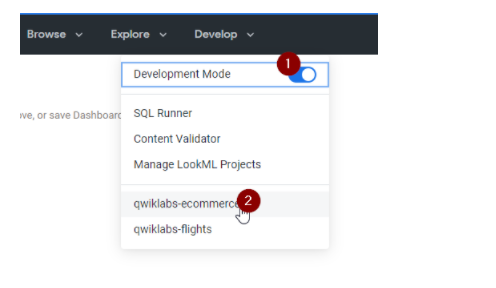 Browse Explore Develop
Development Mode 1
ove, or save Dashboard
SQL Runner
Content Validator
Manage LookML Projects
qwiklabs-ecommerce 2
qwiklabs-flights